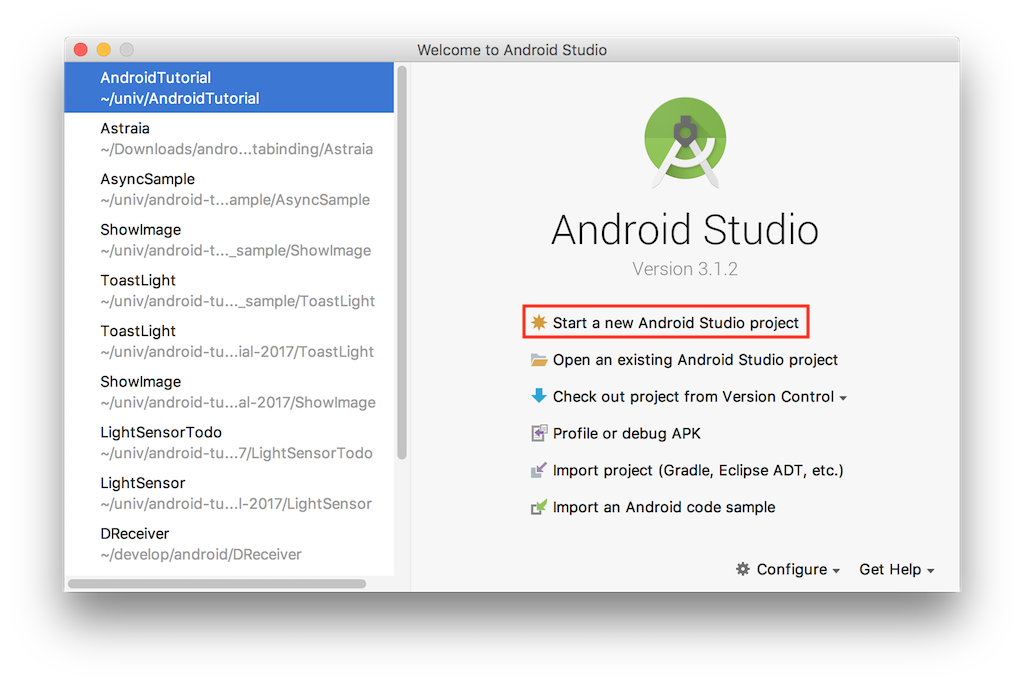 Welcome to Android Studio
AndroidTutorial
~/univ/AndroidTutorial
Astraia
~/Downloads/andro...tabinding/Astraia
AsyncSample
~/univ/android-t...ample/AsyncSample
ShowImage
~/univ/android-t..._sample/ShowImage
ToastLight
~/univ/android-tu..._sample/ToastLight
ToastLight
~/univ/android-tu...ial-2017/ToastLight
ShowImage
~/univ/android-tu...al-2017/ShowImage
LightSensorTodo
~/univ/android-tu...7/LightSensorTodo
LightSensor
~/univ/android-tu...l-2017/LightSensor
DReceiver
~/develop/android/DReceiver
Android Studio
Version 3.1.2
Start a new Android Studio project
Open an existing Android Studio project
Check out project from Version Control
Profile or debug APK
Import project (Gradle, Eclipse ADT, etc.)
Import an Android code sample
Configure Get Help